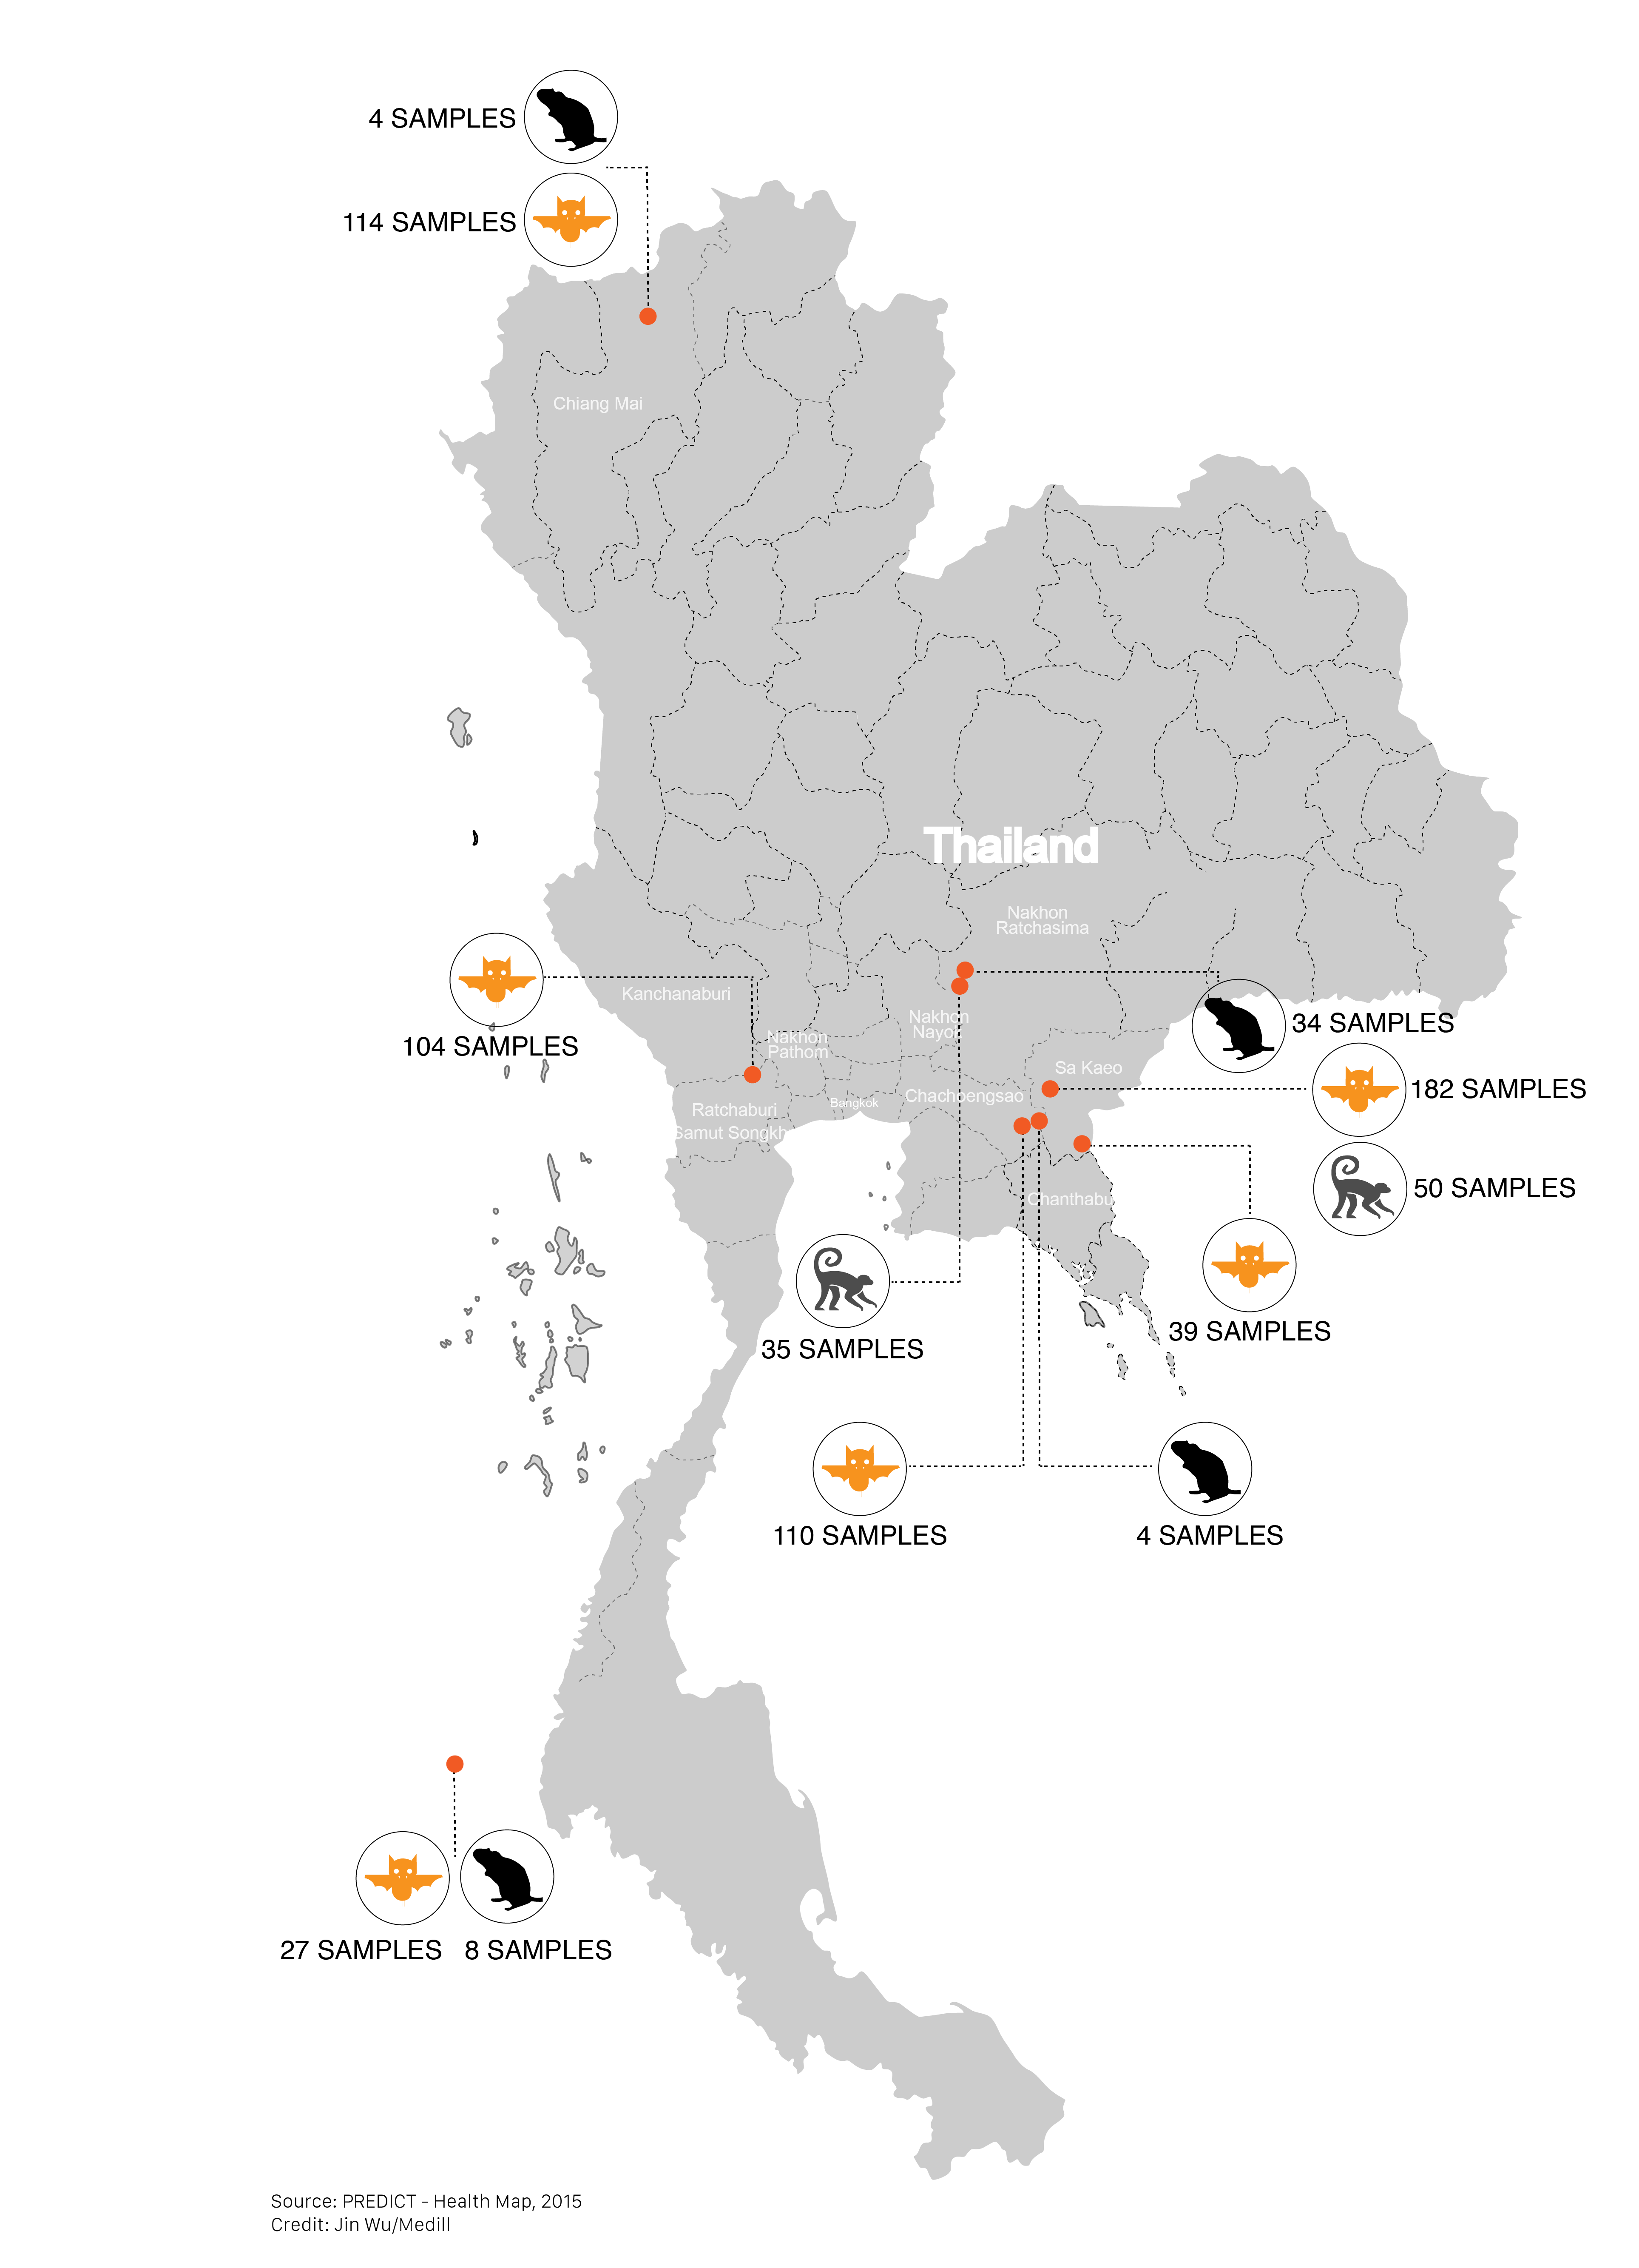 4 SAMPLES
114 SAMPLES
Chiang Mai
Thailand
Nakhon
Ratchasima
Kanchanaburi
104 SAMPLES
Nakhon
Pathom
Nakhon
Nayok
34 SAMPLES
Sa Kaeo
182 SAMPLES
Ratchaburi
Bangkok
Chachoengsao
Samut Songkh
50 SAMPLES
Chanthabu
35 SAMPLES
39 SAMPLES
110 SAMPLES
4 SAMPLES
27 SAMPLES
8 SAMPLES
Source: PREDICT - Health Map, 2015
Credit: Jin Wu/Medill